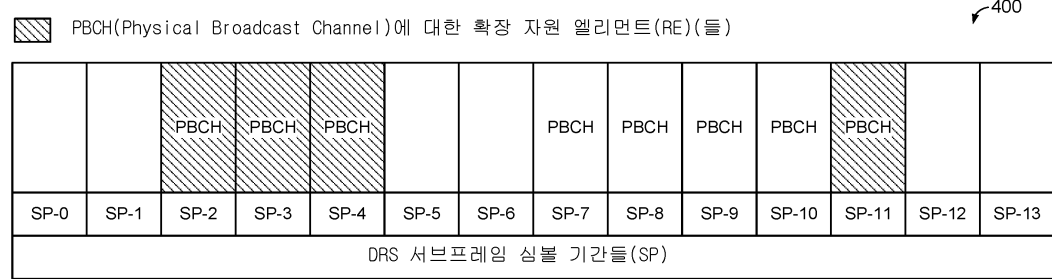 400
PBCH(Physical Broadcast Channel)에 대한 확장 자원 엘리먼트(RE)(들)
PBCH PBCH PBCH PBCH PBCH PBCH PBCH PBCH
SP-0 SP-1 SP-2 SP-3 SP-4 SP-5 SP-6 SP-7 SP-8 SP-9 SP-10 SP-11 SP-12 SP-13
DRS 서브프레임 심볼 기간들(SP)